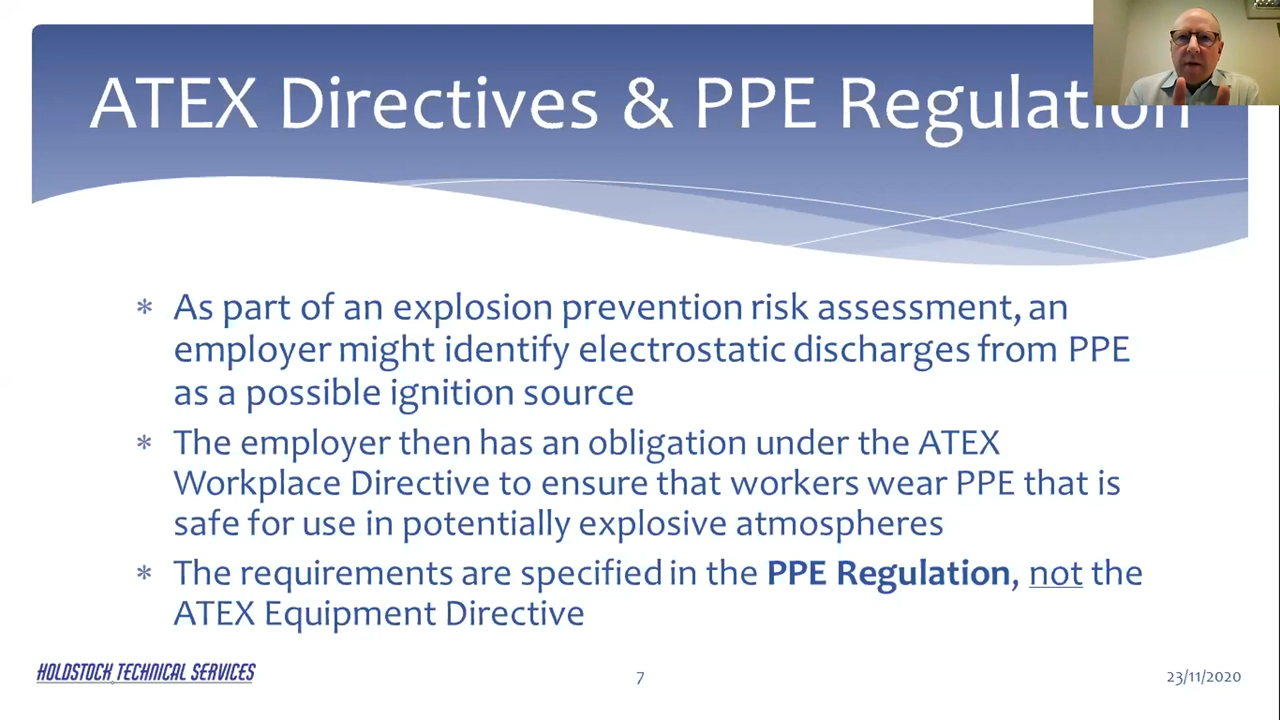 ATEX Directives & PPE Regulation
* As part of an explosion prevention risk assessment, an
employer might identify electrostatic discharges from PPE
as a possible ignition source
* The employer then has an obligation under the ATEX
Workplace Directive to ensure that workers wear PPE that is
safe for use in potentially explosive atmospheres
* The requirements are specified in the PPE Regulation, not the
ATEX Equipment Directive
HOLDSTOCK TECHNICAL SERVICES
7
23/11/2020